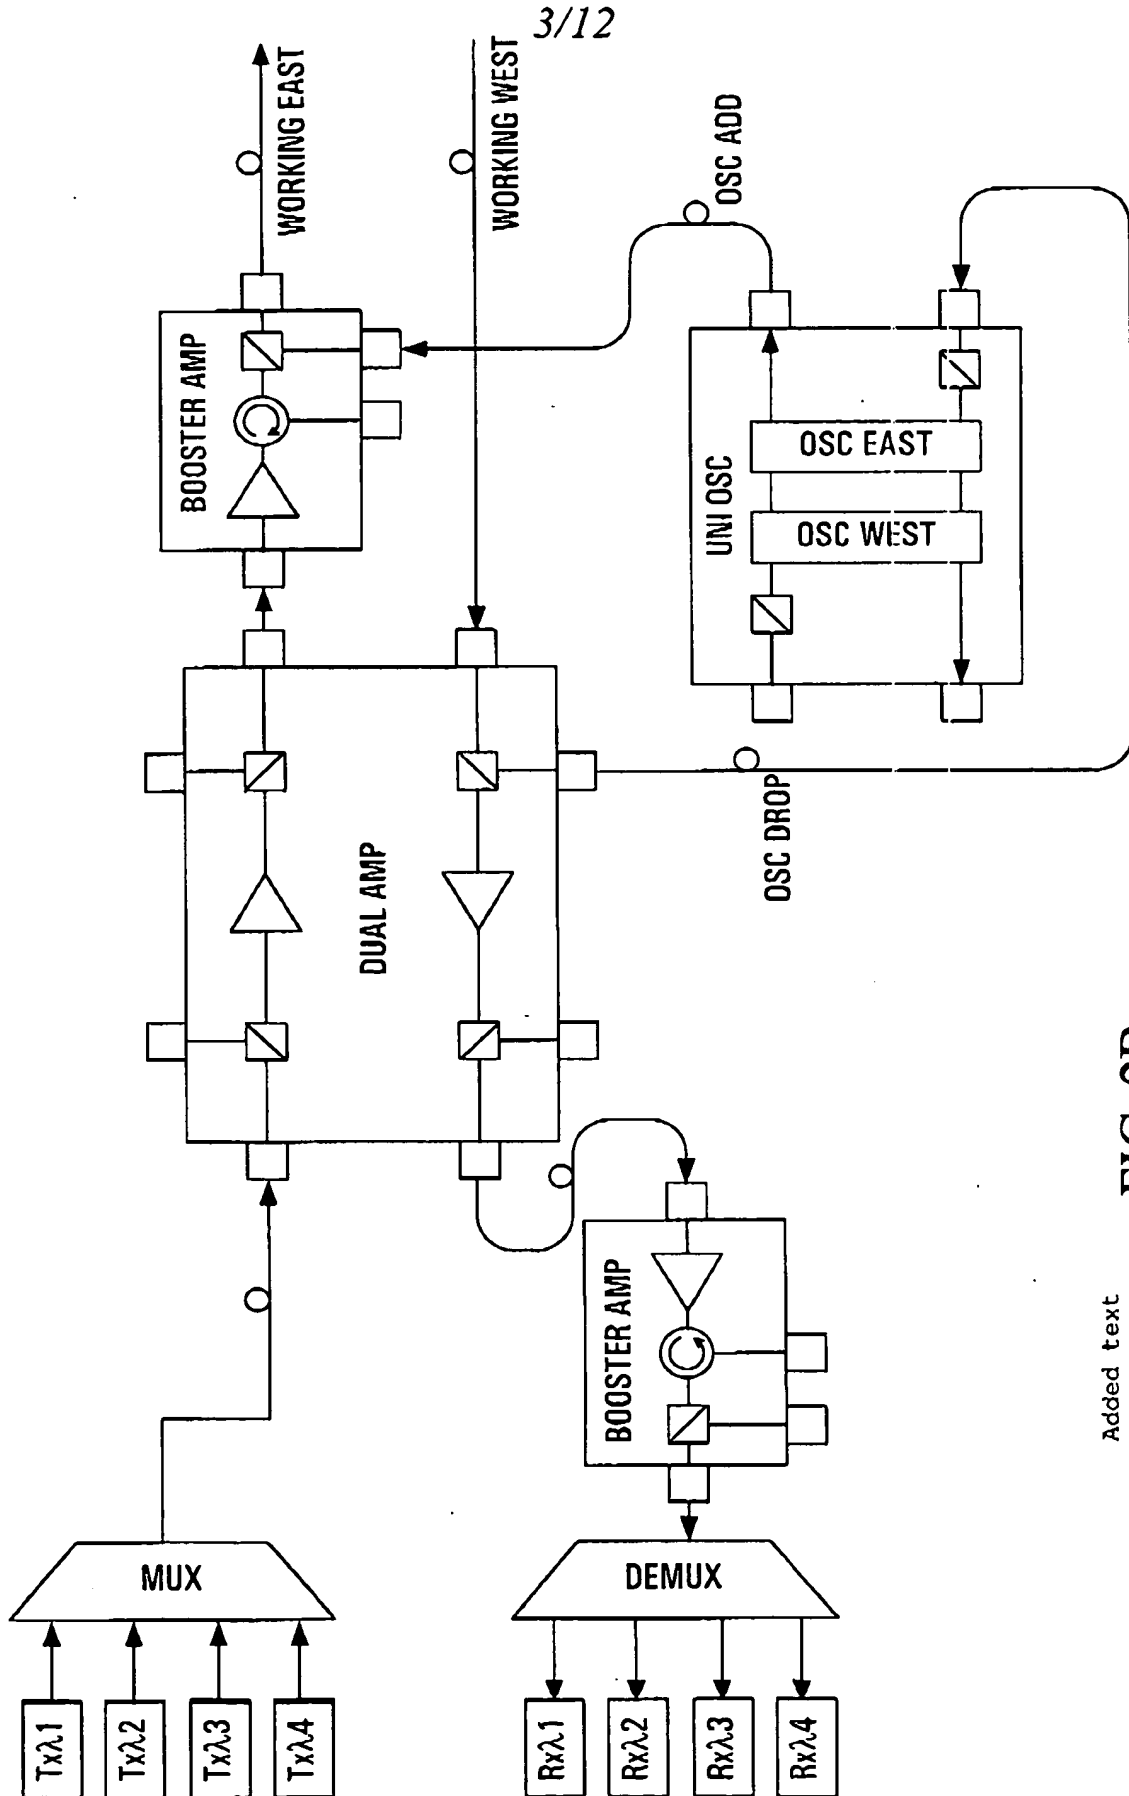 3/12
WORKING EAST
WORKING WEST
OSC ADD
BOOSTER AMP
UNI OSC
OSC EAST
OSC WEST
DUAL AMP
OSC DROP
BOOSTER AMP
MUX
DEMUX
Txλ1
Txλ2
Txλ3
Txλ4
Rxλ1
Rxλ2
Rxλ3
Rxλ4
Added text
FIG.